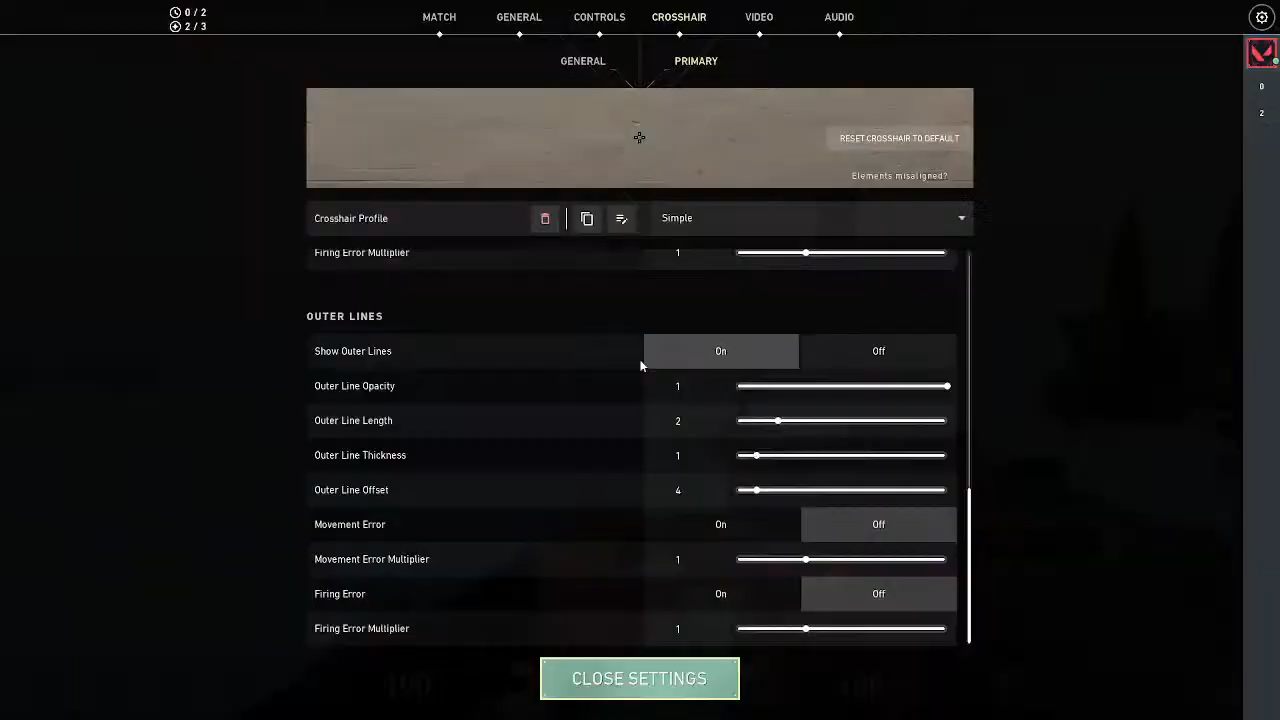 0 / 2
2 / 3
MATCH GENERAL CONTROLS CROSSHAIR VIDEO AUDIO
GENERAL PRIMARY
RESET CROSSHAIR TO DEFAULT
Elements misaligned?
Crosshair Profile Simple
Firing Error Multiplier 1
OUTER LINES
Show Outer Lines On Off
Outer Line Opacity 1
Outer Line Length 2
Outer Line Thickness 1
Outer Line Offset 4
Movement Error On Off
Movement Error Multiplier 1
Firing Error On Off
Firing Error Multiplier 1
CLOSE SETTINGS
0
2